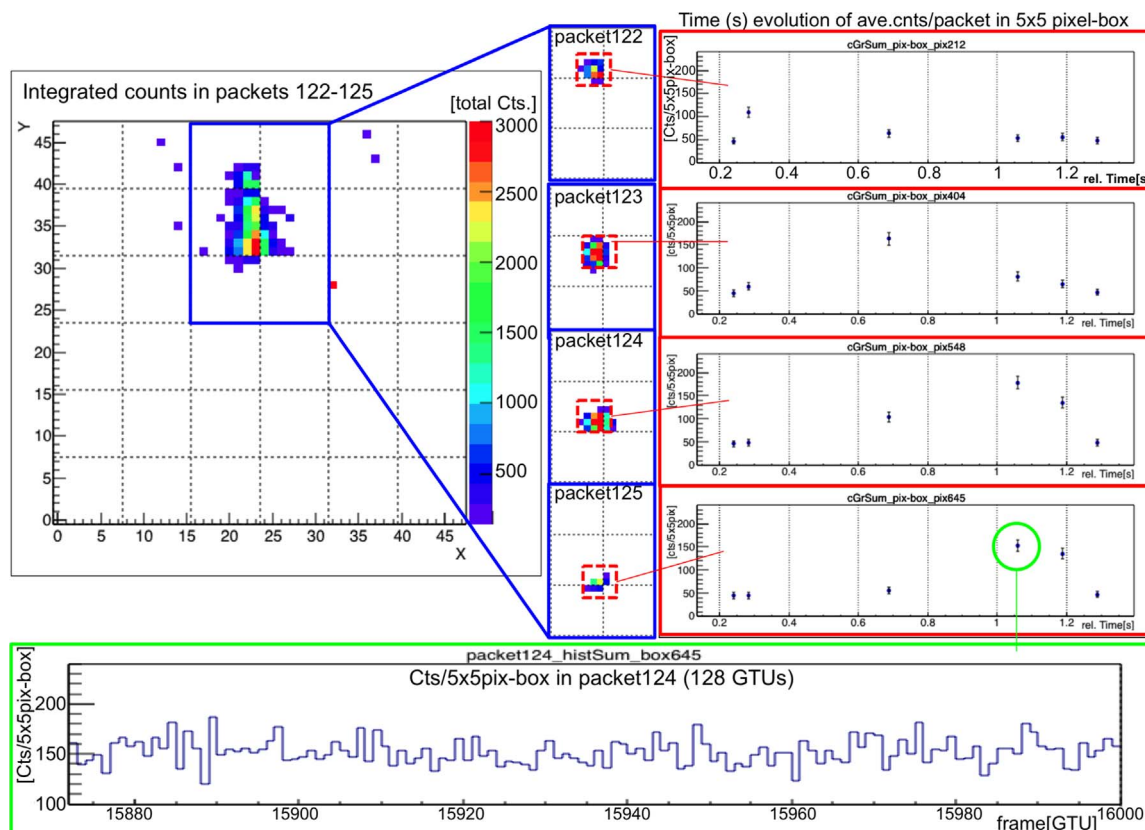 Time (s) evolution of ave.cnts/packet in 5x5 pixel-box
Integrated counts in packets 122-125
[total Cts.]
Y
45
40
35
30
25
20
15
10
5
0
0 5 10 15 20 25 30 35 40 45
X
3000
2500
2000
1500
1000
500
packet122
packet123
packet124
packet125
cGrSum_pix-box_pix212
[Cts/5x5pix-box]
200
150
100
50
0
0.2 0.4 0.6 0.8 1 1.2 rel. Time[s]
cGrSum_pix-box_pix404
[cts/5x5pix]
200
150
100
50
0
0.2 0.4 0.6 0.8 1 1.2 rel. Time[s]
cGrSum_pix-box_pix548
[cts/5x5pix]
200
150
100
50
0
0.2 0.4 0.6 0.8 1 1.2 rel. Time[s]
cGrSum_pix-box_pix645
[cts/5x5pix]
200
150
100
50
0
0.2 0.4 0.6 0.8 1 1.2 rel. Time[s]
packet124_histSum_box645
Cts/5x5pix-box in packet124 (128 GTUs)
[Cts/5x5pix-box]
200
150
100
15880 15900 15920 15940 15960 15980 16000
frame[GTU]